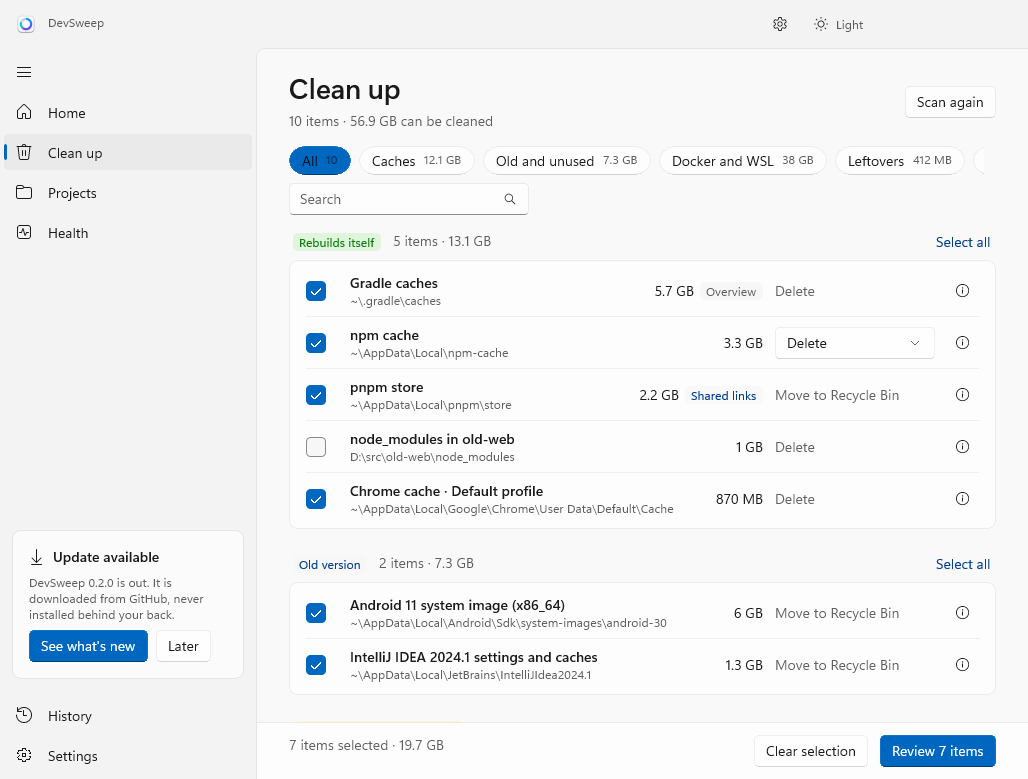 DevSweep
Light
Home
Clean up
Projects
Health
Update available
DevSweep 0.2.0 is out. It is
downloaded from GitHub, never
installed behind your back.
See what's new
Later
History
Settings
Clean up
10 items · 56.9 GB can be cleaned
Scan again
All 10
Caches 12.1 GB
Old and unused 7.3 GB
Docker and WSL 38 GB
Leftovers 412 MB
Search
Rebuilds itself 5 items · 13.1 GB Select all
Gradle caches
~\.gradle\caches
5.7 GB Overview Delete
npm cache
~\AppData\Local\npm-cache
3.3 GB Delete
pnpm store
~\AppData\Local\pnpm\store
2.2 GB Shared links Move to Recycle Bin
node_modules in old-web
D:\src\old-web\node_modules
1 GB Delete
Chrome cache · Default profile
~\AppData\Local\Google\Chrome\User Data\Default\Cache
870 MB Delete
Old version 2 items · 7.3 GB Select all
Android 11 system image (x86_64)
~\AppData\Local\Android\Sdk\system-images\android-30
6 GB Move to Recycle Bin
IntelliJ IDEA 2024.1 settings and caches
~\AppData\Local\JetBrains\IntelliJIdea2024.1
1.3 GB Move to Recycle Bin
7 items selected · 19.7 GB
Clear selection
Review 7 items